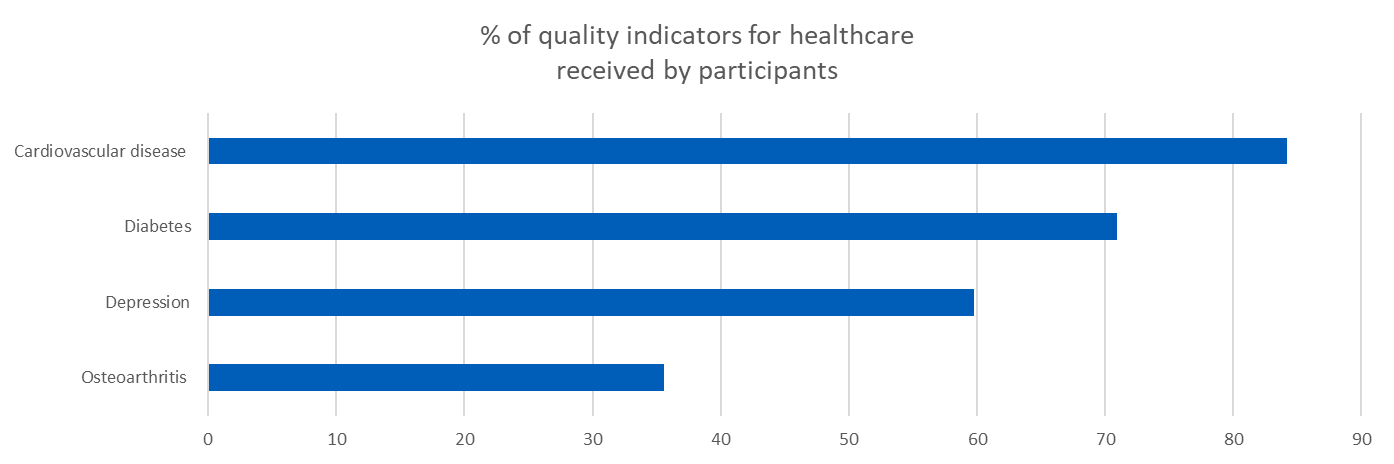 % of quality indicators for healthcare
received by participants
Cardiovascular disease
Diabetes
Depression
Osteoarthritis
0 10 20 30 40 50 60 70 80 90